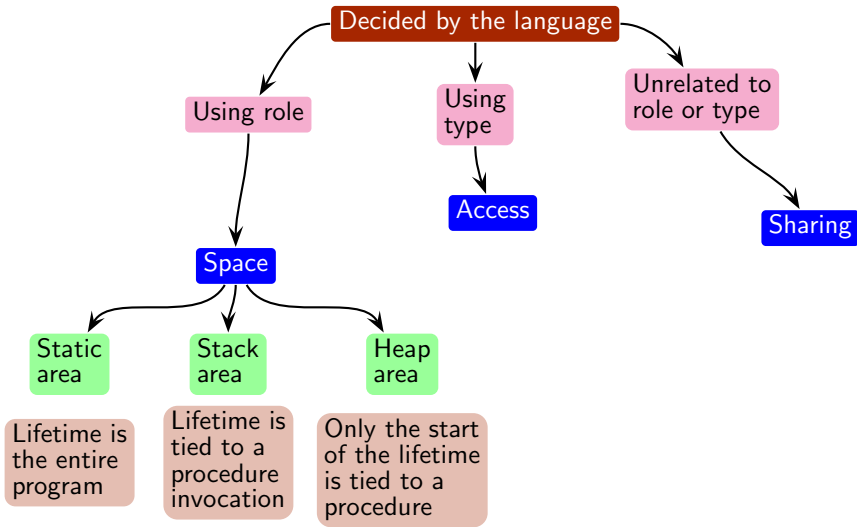 Decided by the language
Using role
Using
type
Unrelated to
role or type
Access
Sharing
Space
Static
area
Stack
area
Heap
area
Lifetime is
the entire
program
Lifetime is
tied to a
procedure
invocation
Only the start
of the lifetime
is tied to a
procedure